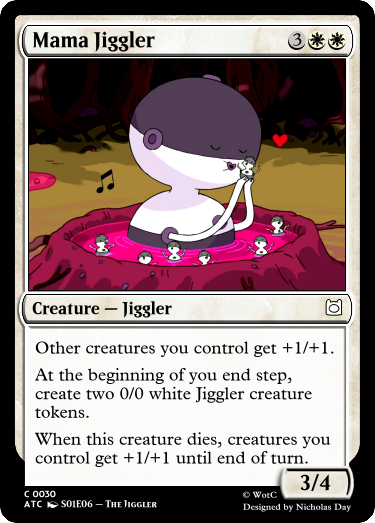 Mama Jiggler 3
Creature — Jiggler
Other creatures you control get +1/+1.
At the beginning of you end step,
create two 0/0 white Jiggler creature
tokens.
When this creature dies, creatures you
control get +1/+1 until end of turn.
3/4
C 0030
ATC S01E06 – The Jiggler
© WotC
Designed by Nicholas Day